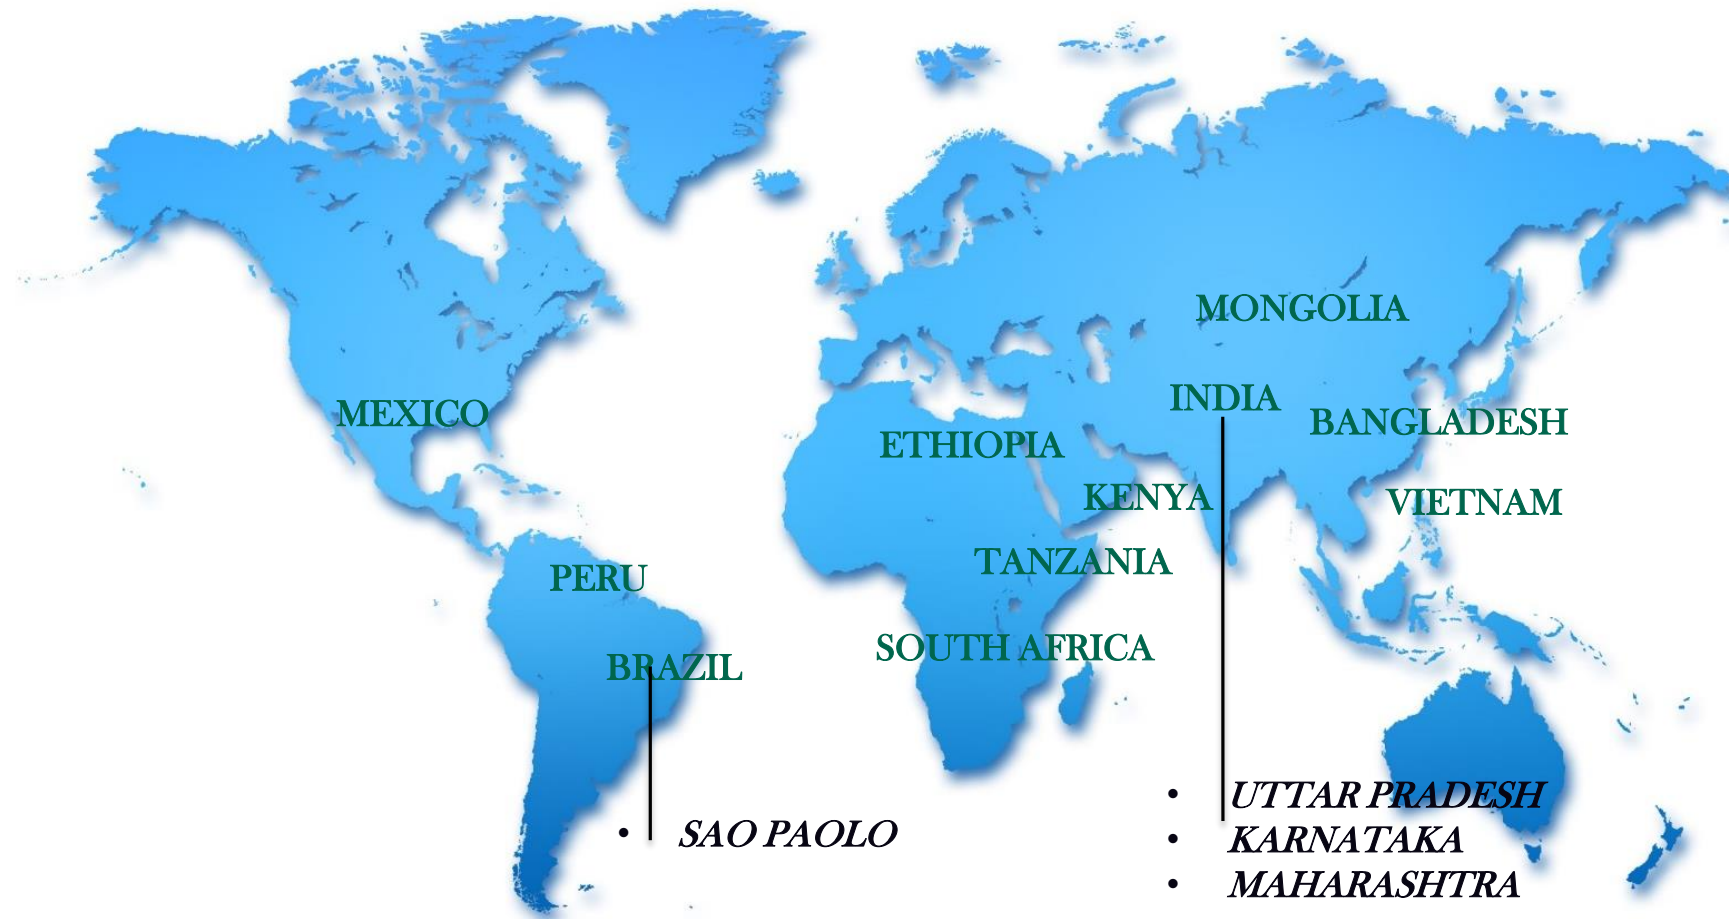 MONGOLIA
MEXICO
INDIA
BANGLADESH
ETHIOPIA
KENYA
VIETNAM
TANZANIA
PERU
SOUTH AFRICA
BRAZIL
• SAO PAOLO
• UTTAR PRADESH
• KARNATAKA
• MAHARASHTRA